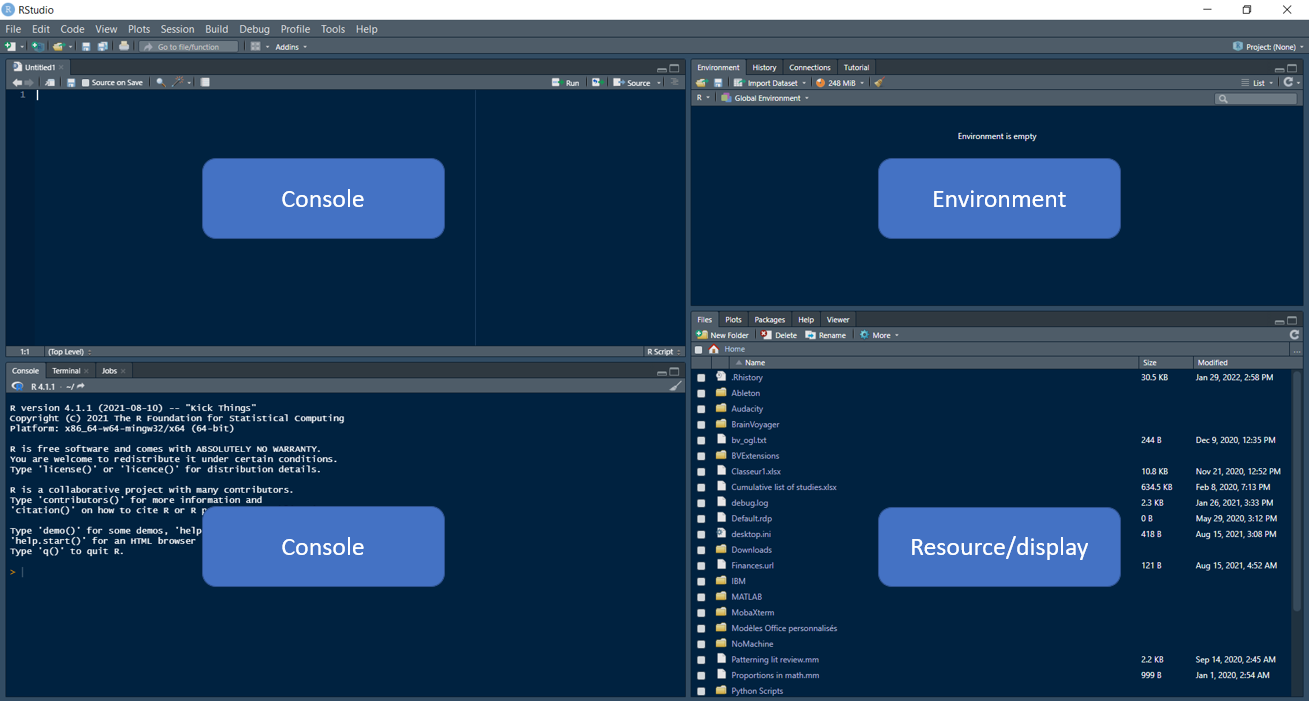 RStudio
File Edit Code View Plots Session Build Debug Profile Tools Help
Go to file/function Addins Project: (None)
Untitled1
Source on Save Run Source
1
Console
1:1 (Top Level) R Script
Console Terminal Jobs
R 4.1.1 · ~/
R version 4.1.1 (2021-08-10) -- "Kick Things"
Copyright (C) 2021 The R Foundation for Statistical Computing
Platform: x86_64-w64-mingw32/x64 (64-bit)
R is free software and comes with ABSOLUTELY NO WARRANTY.
You are welcome to redistribute it under certain conditions.
Type 'license()' or 'licence()' for distribution details.
R is a collaborative project with many contributors.
Type 'contributors()' for more information and
'citation()' on how to cite R or R p
Type 'demo()' for some demos, 'help
'help.start()' for an HTML browser
Type 'q()' to quit R.
>
Console
Environment History Connections Tutorial
Import Dataset 248 MiB List
R Global Environment
Environment is empty
Environment
Files Plots Packages Help Viewer
New Folder Delete Rename More
Home ...
Name Size Modified
.Rhistory 30.5 KB Jan 29, 2022, 2:58 PM
Ableton
Audacity
BrainVoyager
bv_ogl.txt 244 B Dec 9, 2020, 12:35 PM
BVExtensions
Classeur1.xlsx 10.8 KB Nov 21, 2020, 12:52 PM
Cumulative list of studies.xlsx 634.5 KB Feb 8, 2020, 7:13 PM
debug.log 2.3 KB Jan 26, 2021, 3:33 PM
Default.rdp 0 B May 29, 2020, 3:12 PM
desktop.ini 418 B Aug 15, 2021, 3:08 PM
Downloads
Finances.url 121 B Aug 15, 2021, 4:52 AM
IBM
MATLAB
MobaXterm
Modèles Office personnalisés
NoMachine
Patterning lit review.mm 2.2 KB Sep 14, 2020, 2:45 AM
Proportions in math.mm 999 B Jan 1, 2020, 2:54 AM
Python Scripts
Resource/display